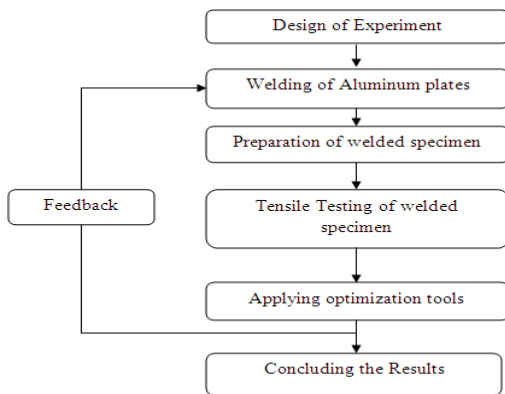 Design of Experiment
Welding of Aluminum plates
Preparation of welded specimen
Feedback
Tensile Testing of welded
specimen
Applying optimization tools
Concluding the Results